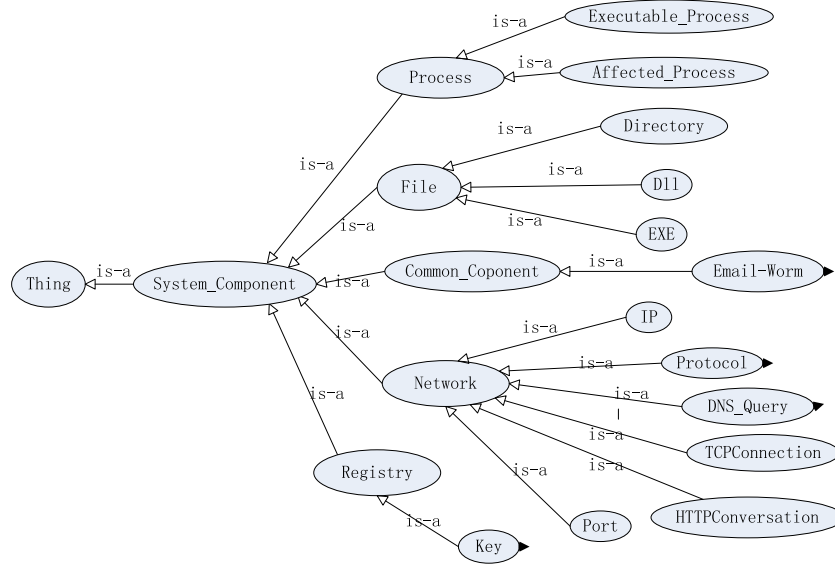 Executable_Process
is-a
Process
is-a
Affected_Process
is-a
Directory
is-a
is-a
File
is-a
Dll
is-a
is-a
EXE
Thing
is-a
System_Component
is-a
Common_Coponent
is-a
Email-Worm
is-a
is-a
IP
Network
is-a
Protocol
is-a
DNS_Query
is-a
is-a
TCPConnection
is-a
HTTPConversation
is-a
Registry
is-a
Port
is-a
Key